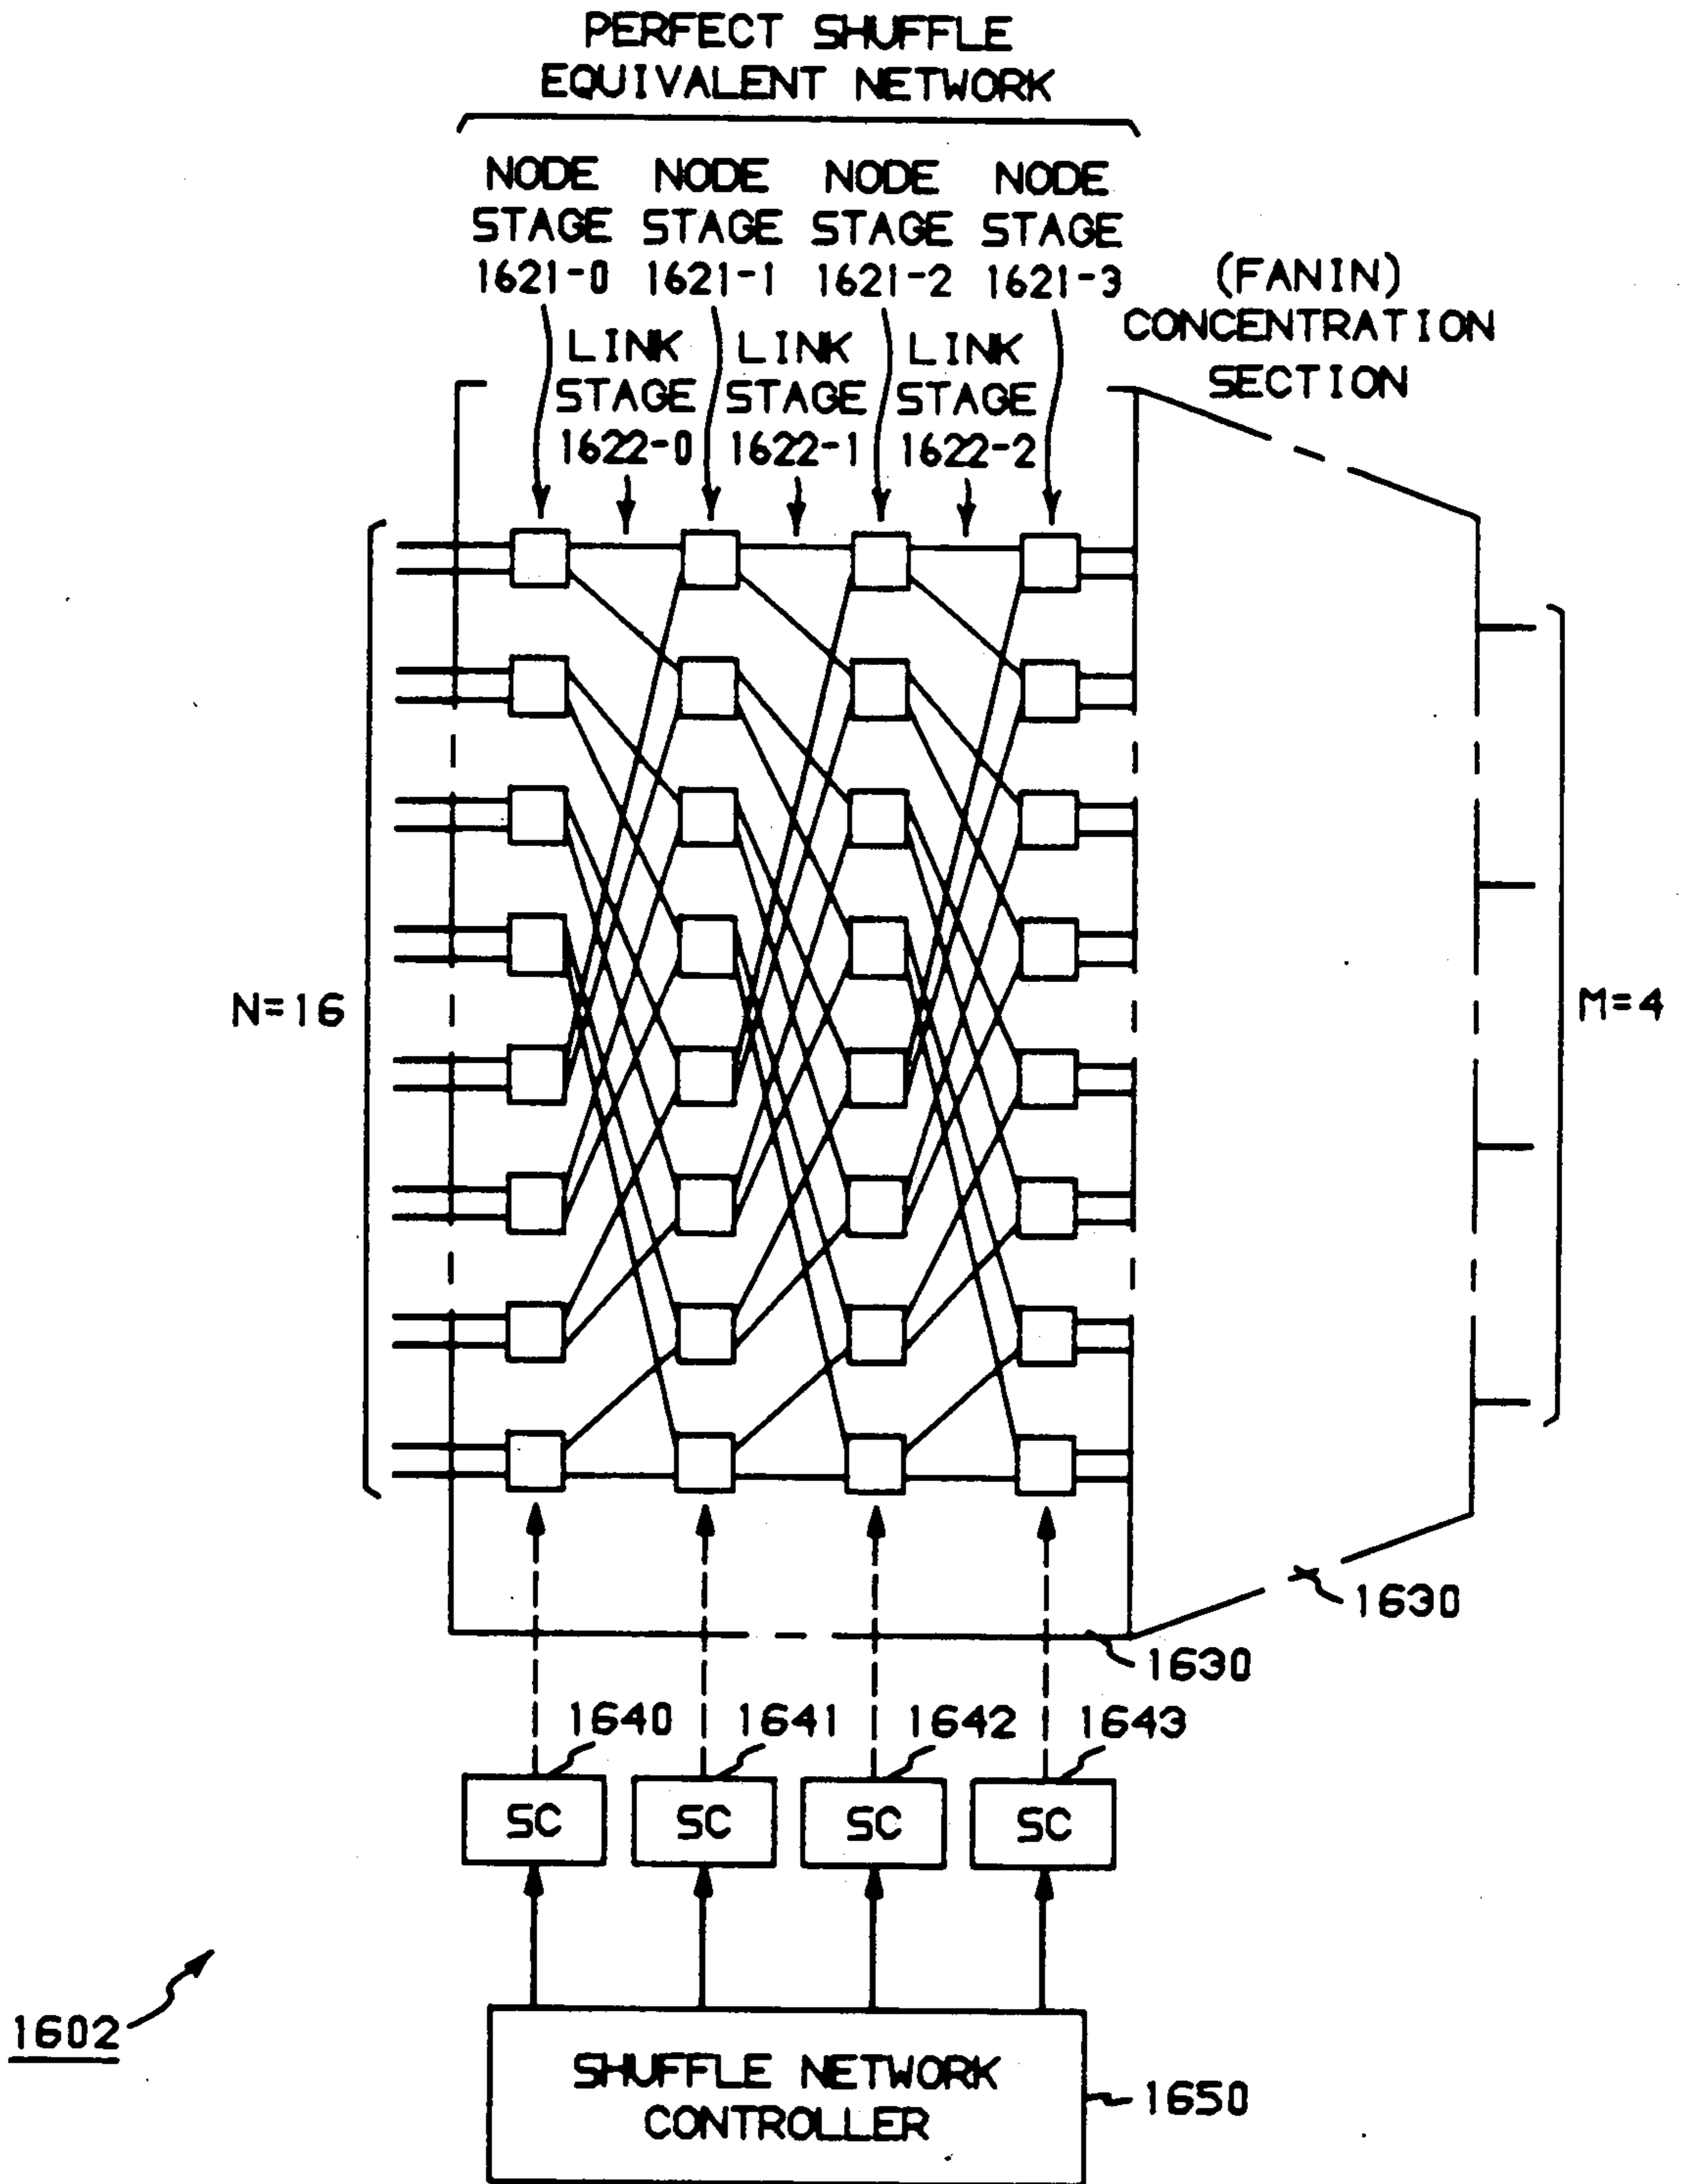 PERFECT SHUFFLE
EQUIVALENT NETWORK
NODE NODE NODE NODE
STAGE STAGE STAGE STAGE
1621-0 1621-1 1621-2 1621-3
(FANIN)
CONCENTRATION
SECTION
LINK LINK LINK
STAGE STAGE STAGE
1622-0 1622-1 1622-2
N=16
M=4
1630
1630
1640 1641 1642 1643
SC SC SC SC
1602
SHUFFLE NETWORK
CONTROLLER
1650